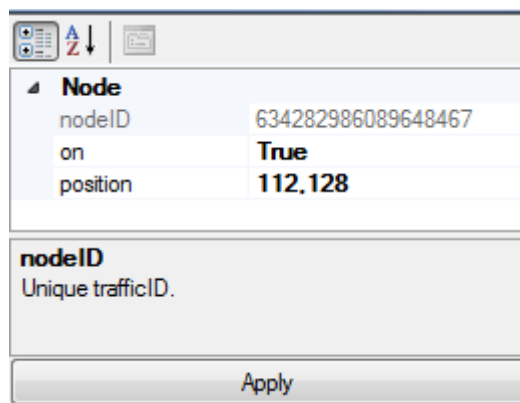 A
Z
Node
nodeID 634282986089648467
on True
position 112,128
nodeID
Unique trafficID.
Apply